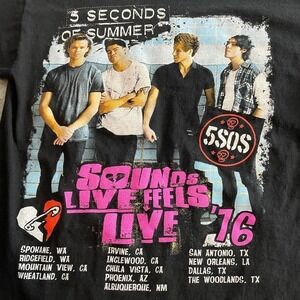 5 SECONDS
OF SUMMER
5SOS
SOUNDS
LIVE FEELS
LIVE '16
SPOKANE, WA
RIDGEFIELD, WA
MOUNTAIN VIEW, CA
WHEATLAND, CA
IRVINE, CA
INGLEWOOD, CA
CHULA VISTA, CA
PHOENIX, AZ
ALBUQUERQUE, NM
SAN ANTONIO, TX
NEW ORLEANS, LA
DALLAS, TX
THE WOODLANDS, TX